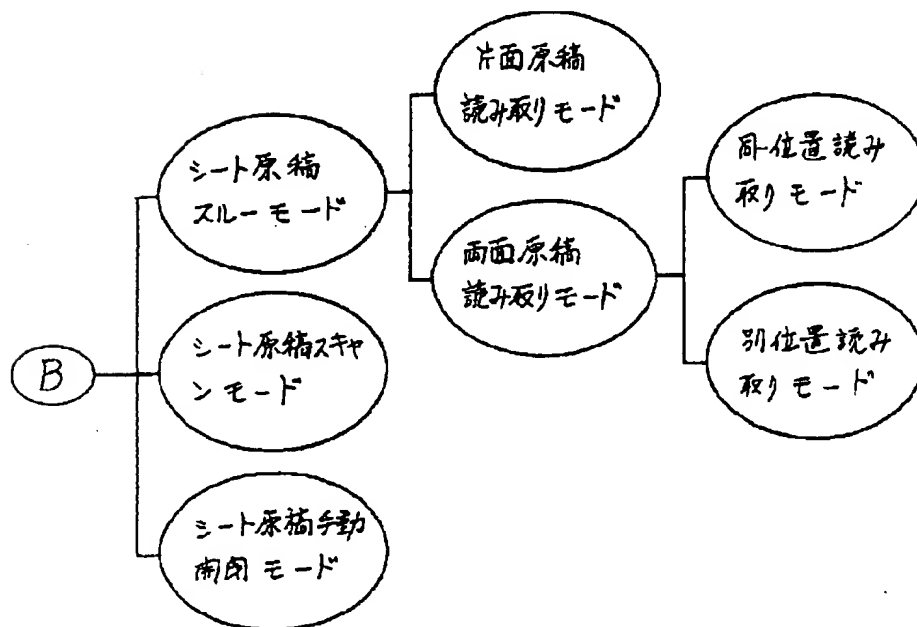 片面原稿
読み取りモード
シート原稿
スルーモード
同一位置読み
取りモード
両面原稿
読み取りモード
シート原稿スキャ
ンモード
別位置読み
取りモード
B
シート原稿手動
開閉モード